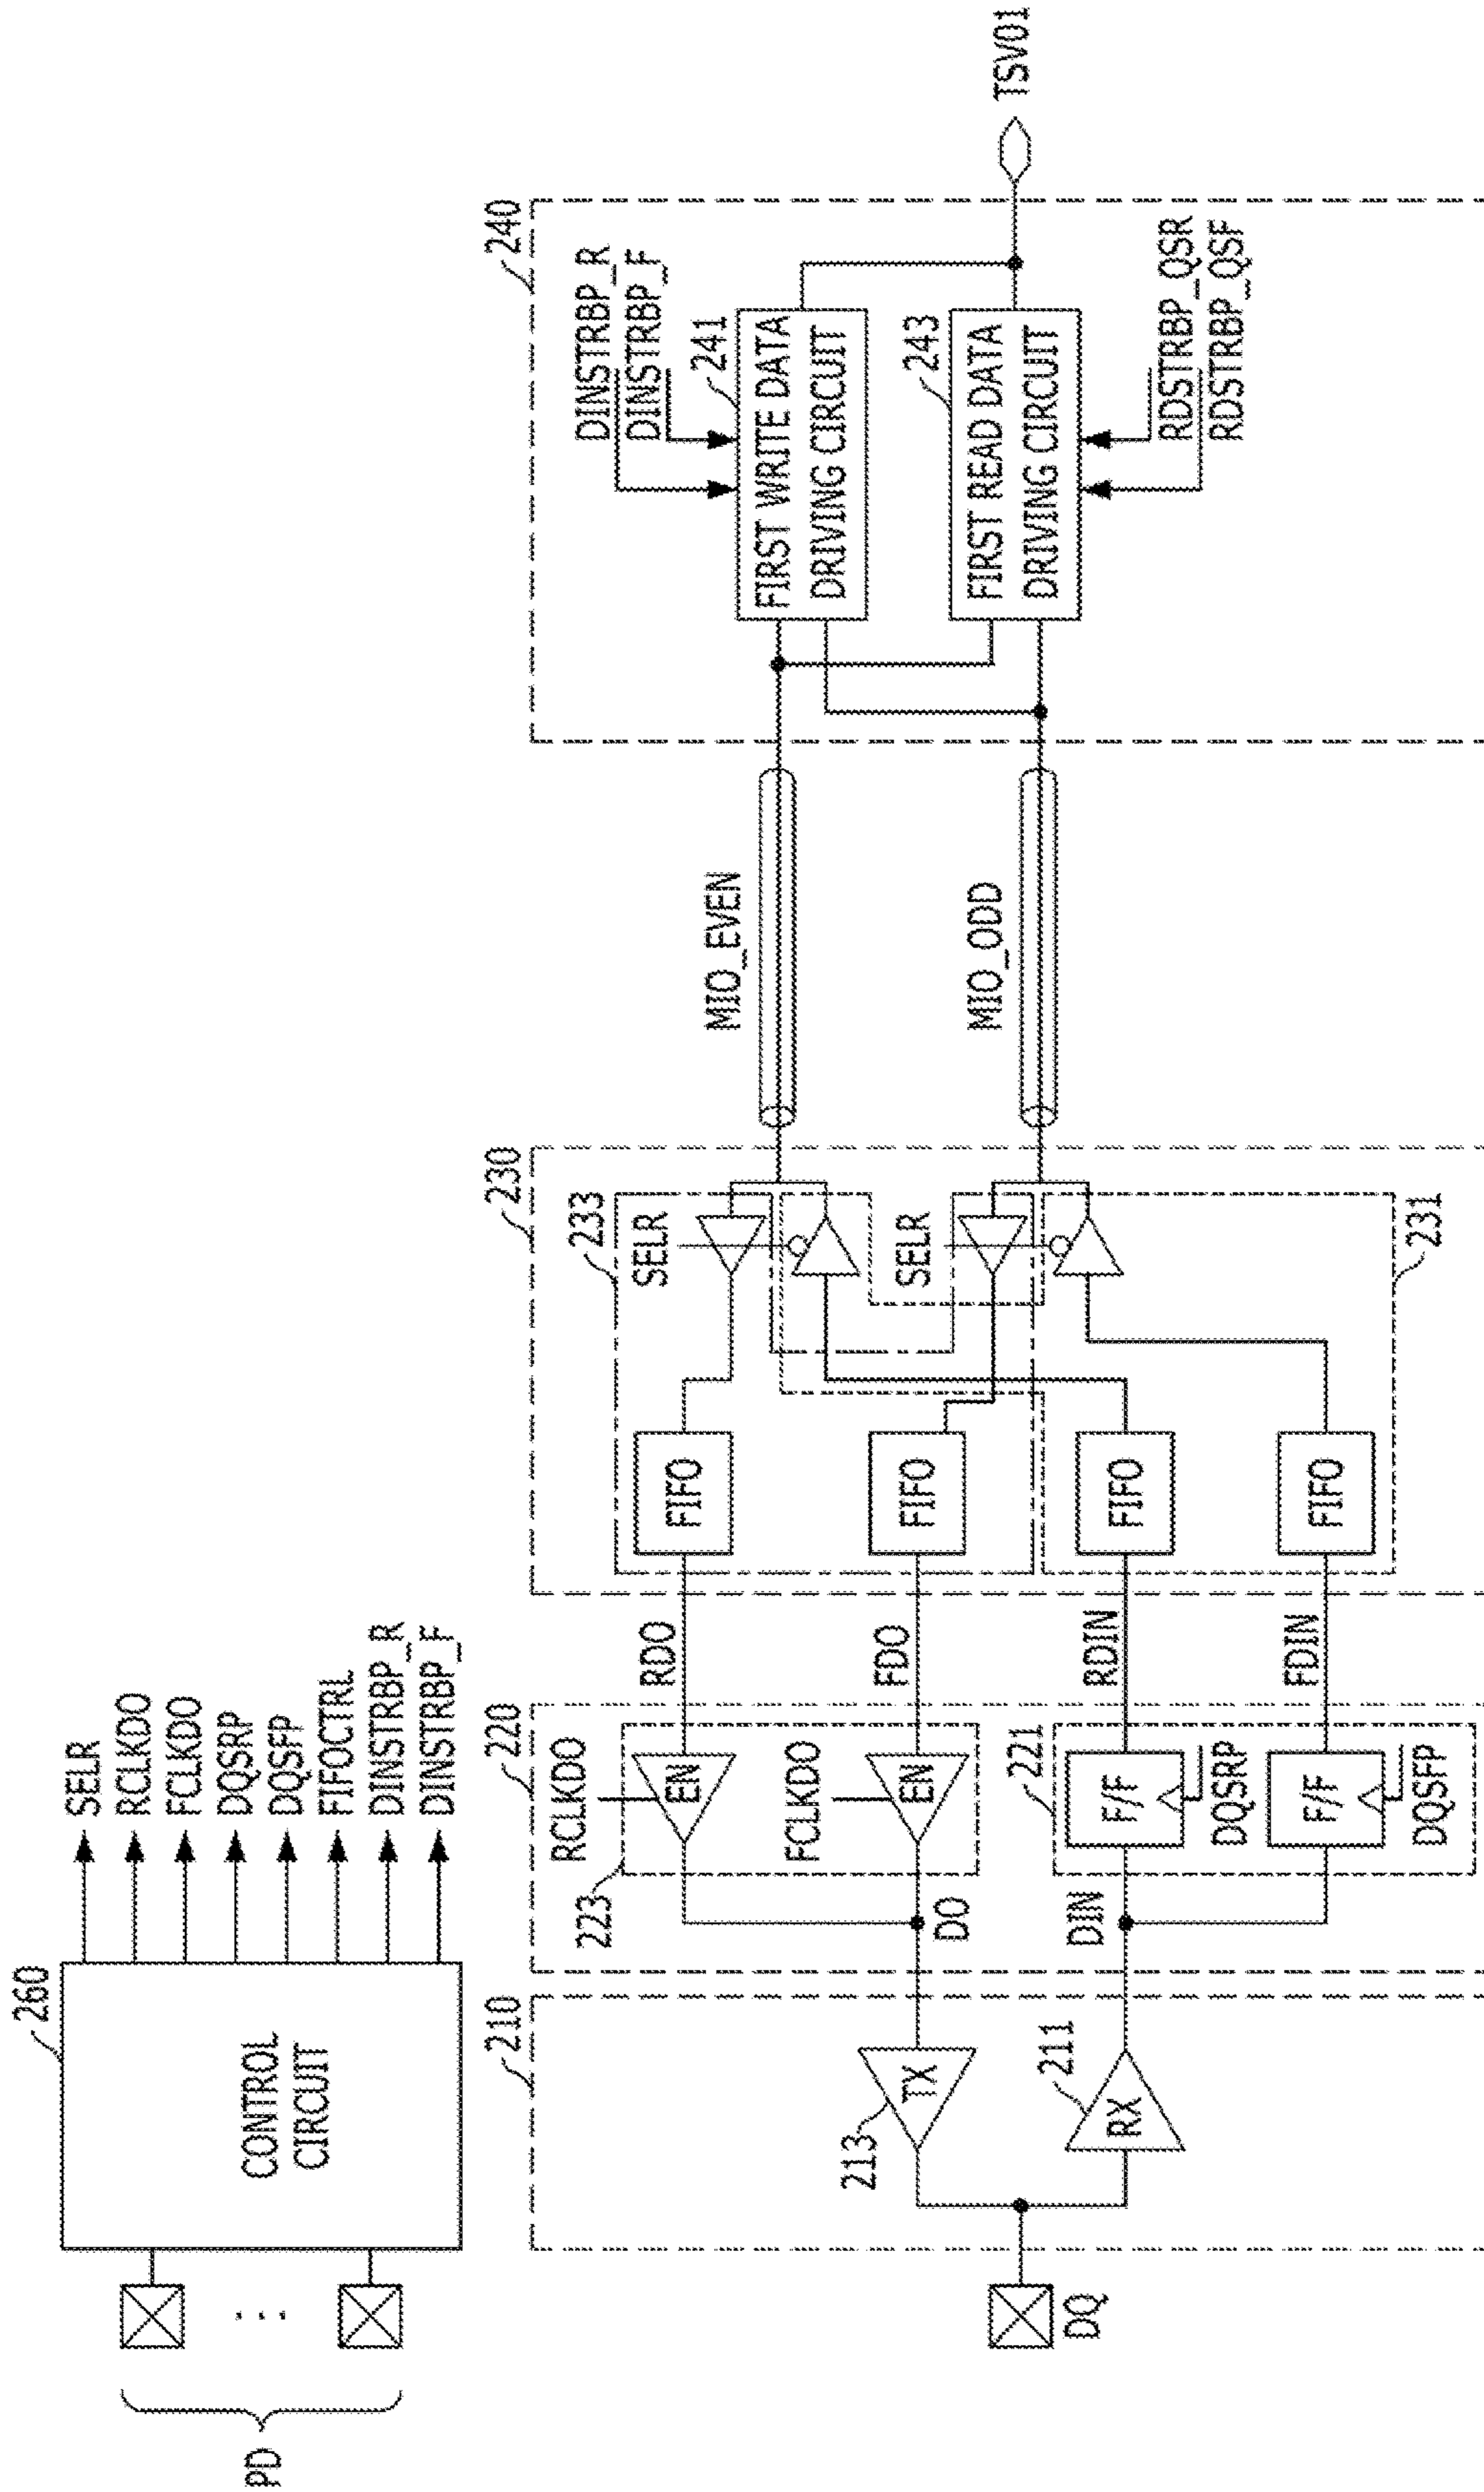 PD
260
CONTROL
CIRCUIT
SELR
RCLKDO
FCLKDO
DQSRP
DQSFP
FIFOCTRL
DINSTRBP_R
DINSTRBP_F
DQ
210
213
TX
211
RX
220
223
RCLKDO
EN
FCLKDO
EN
DO
DIN
221
F/F
DQSRP
F/F
DQSFP
RDO
FDO
RDIN
FDIN
230
233
SELR
FIFO
SELR
FIFO
FIFO
FIFO
231
MIO_EVEN
MIO_ODD
240
DINSTRBP_R
DINSTRBP_F
241
FIRST WRITE DATA
DRIVING CIRCUIT
243
FIRST READ DATA
DRIVING CIRCUIT
RDSTRBP_QSR
RDSTRBP_QSF
TSV01